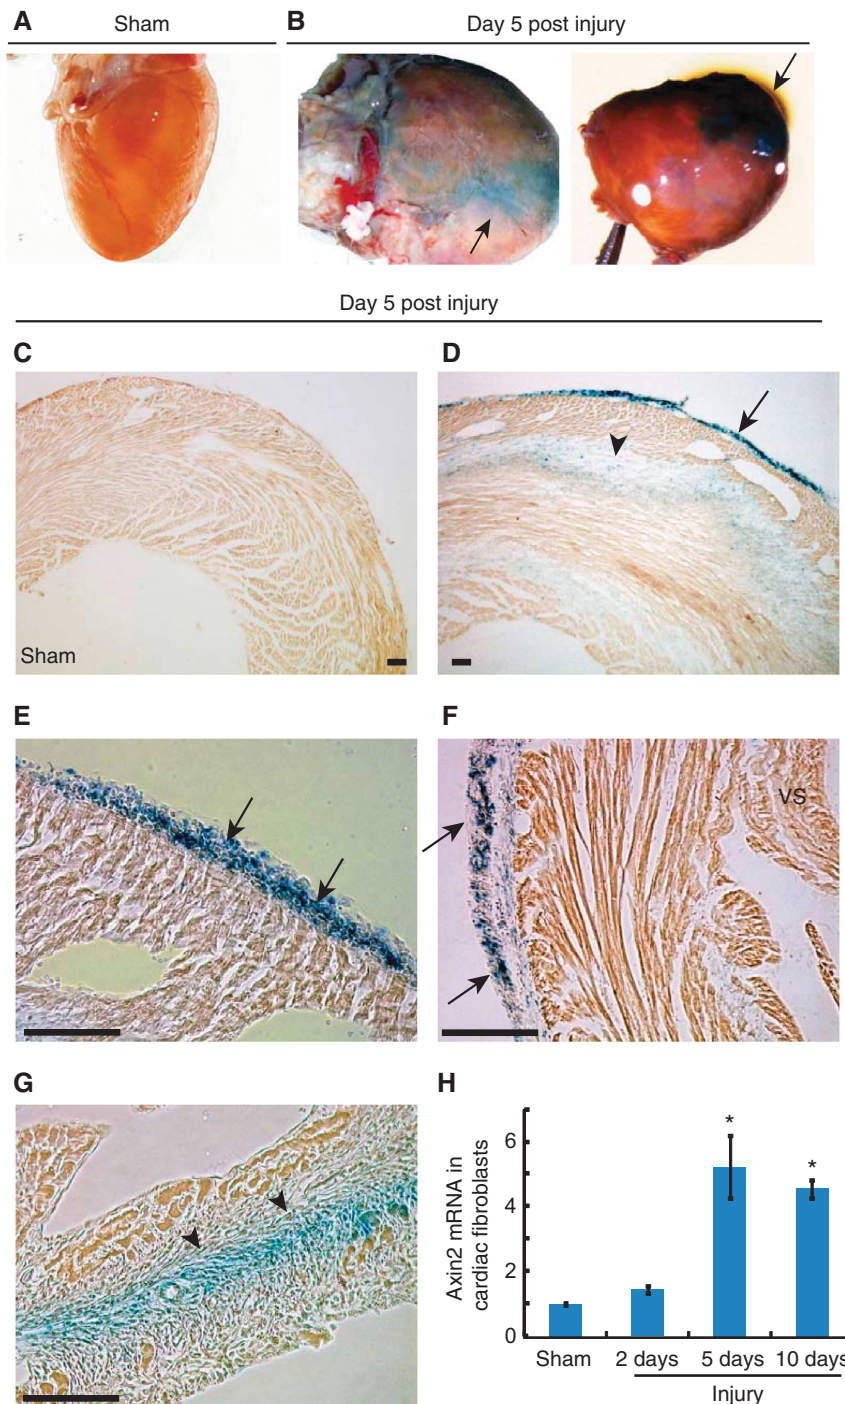 A Sham B Day 5 post injury
Day 5 post injury
C D
Sham
E F
VS
G H
Axin2 mRNA in
cardiac fibroblasts
6
4
2
0
Sham 2 days 5 days 10 days
Injury
* *